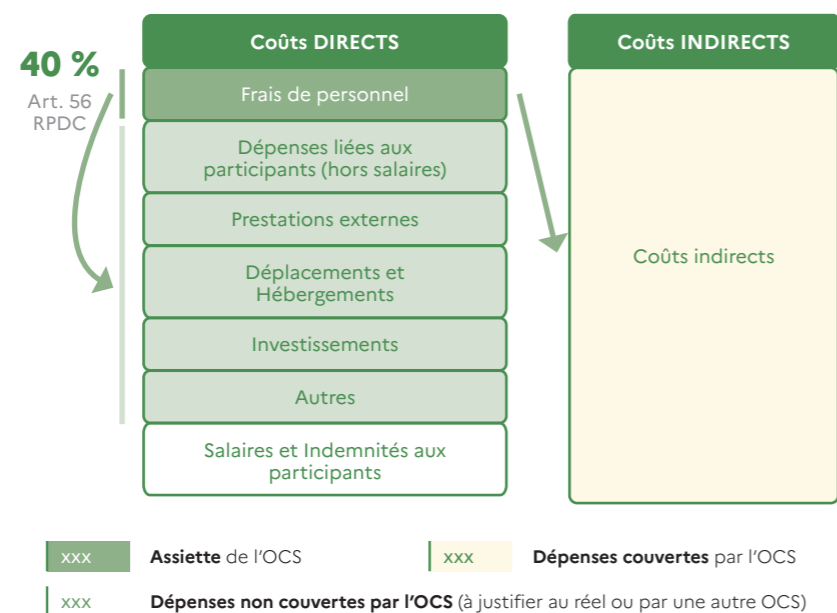 40 %
Art. 56
RPDC
Coûts DIRECTS
Frais de personnel
Dépenses liées aux
participants (hors salaires)
Prestations externes
Déplacements et
Hébergements
Investissements
Autres
Salaires et Indemnités aux
participants
Coûts INDIRECTS
Coûts indirects
xxx Assiette de l'OCS
xxx Dépenses couvertes par l'OCS
xxx Dépenses non couvertes par l'OCS (à justifier au réel ou par une autre OCS)